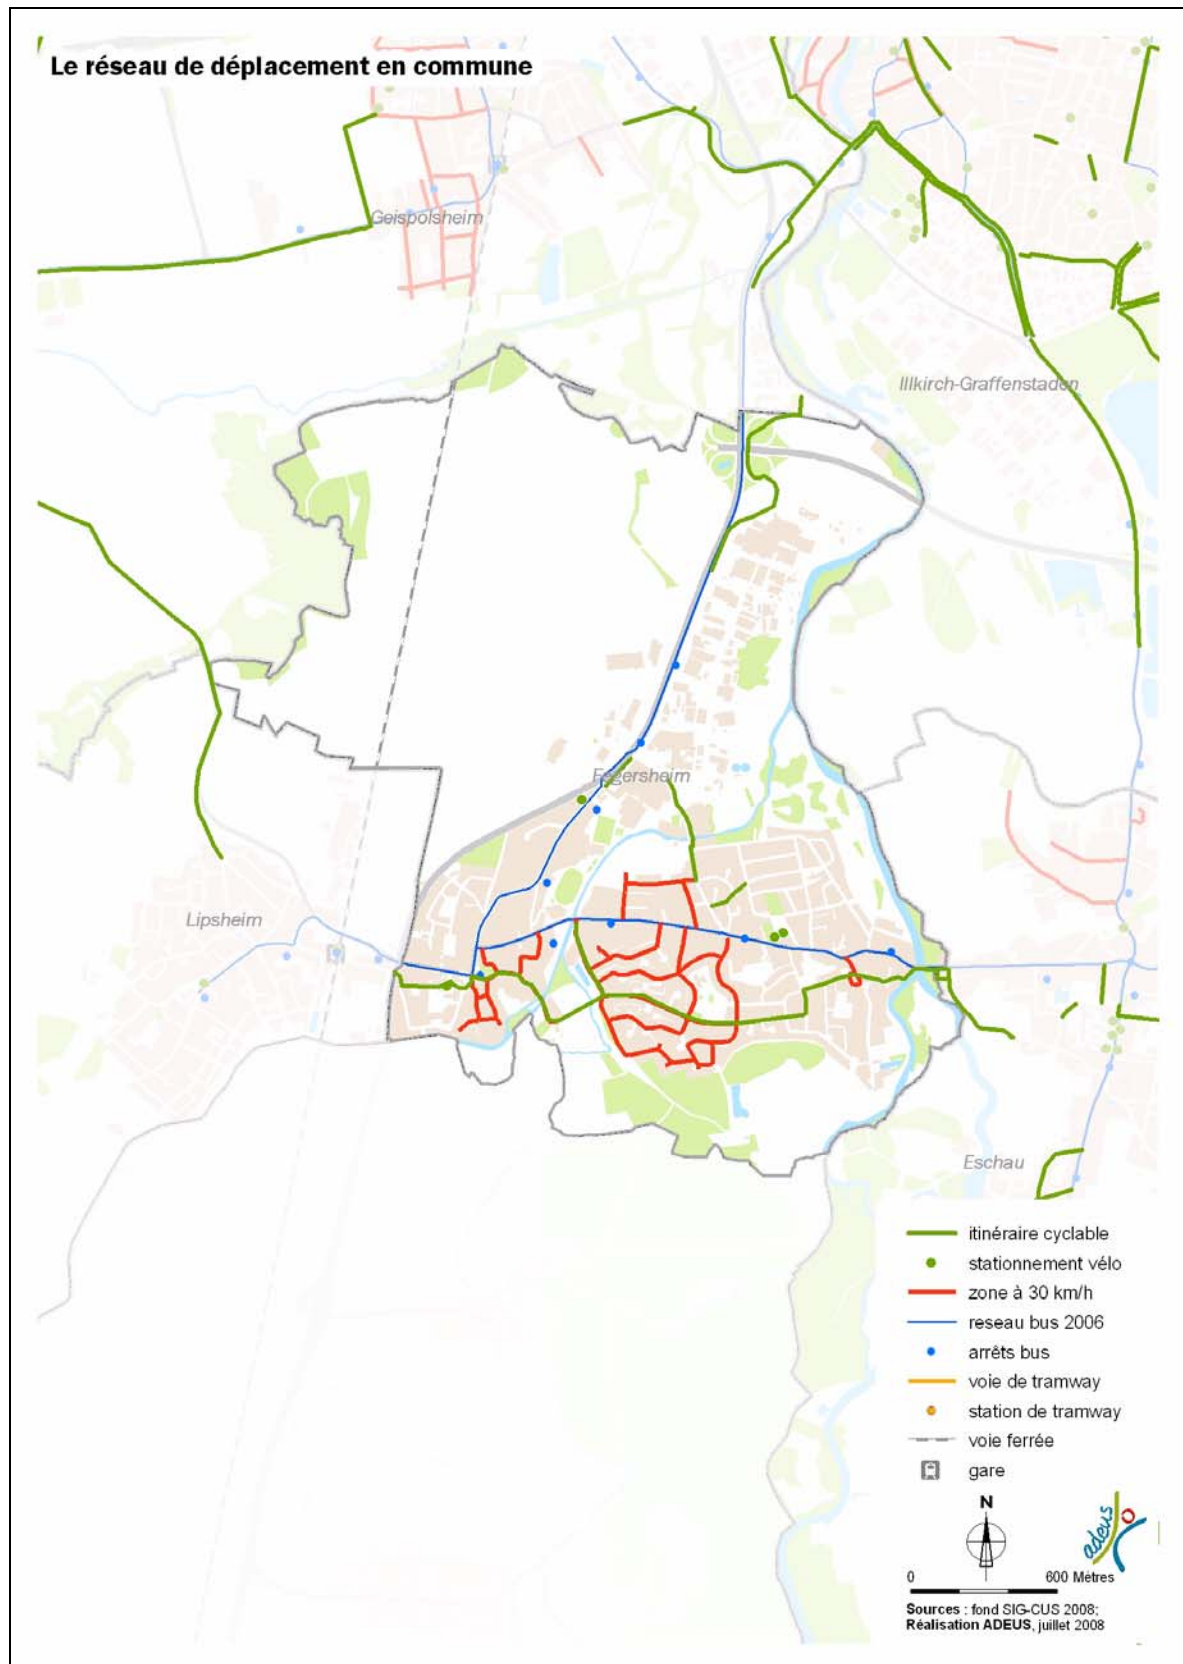 Le réseau de déplacement en commune
Geispolsheim
Illkirch-Graffenstaden
Fegersheim
Lipsheim
Eschau
itinéraire cyclable
stationnement vélo
zone à 30 km/h
reseau bus 2006
arrêts bus
voie de tramway
station de tramway
voie ferrée
gare
N
adeus
0 600 Mètres
Sources : fond SIG-CUS 2008;
Réalisation ADEUS, juillet 2008